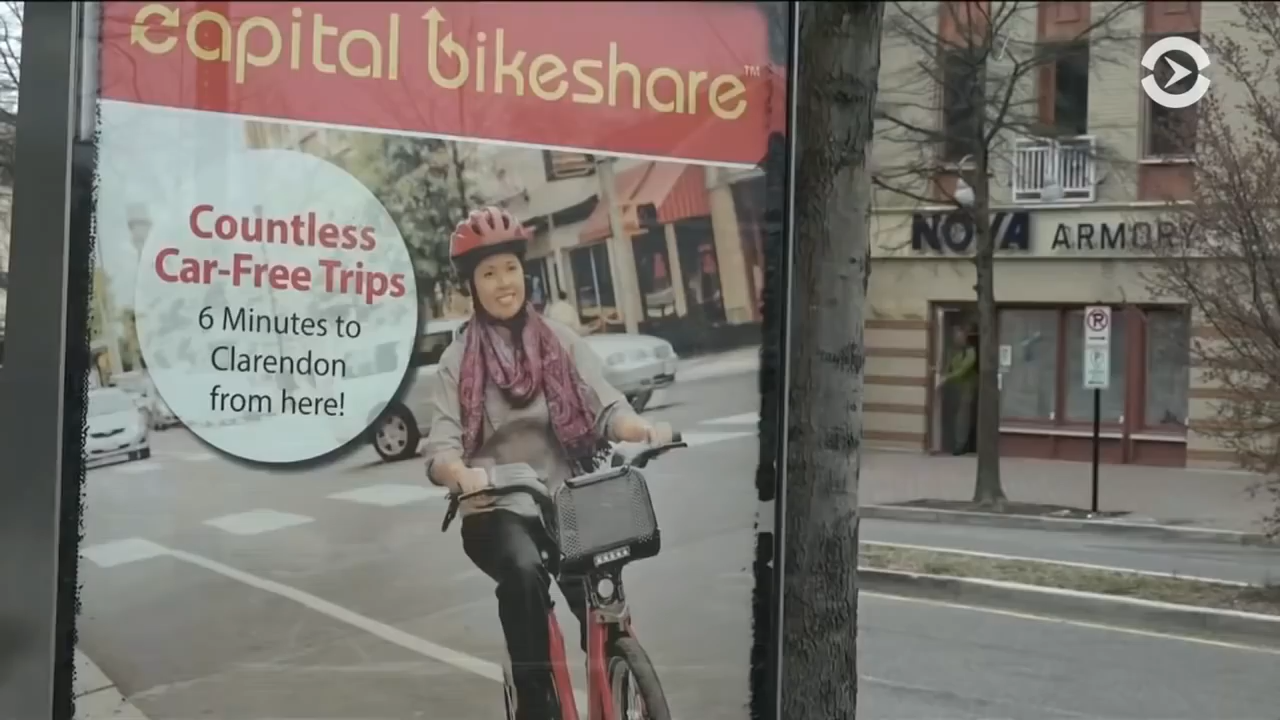 capital bikeshare™
Countless
Car-Free Trips
6 Minutes to
Clarendon
from here!
NOVA ARMORY